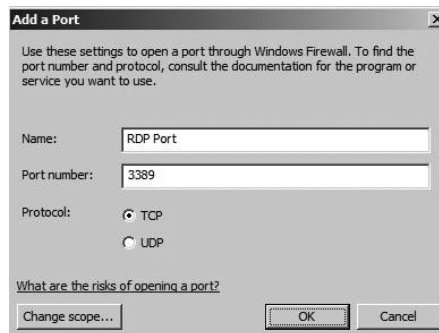 Add a Port
Use these settings to open a port through Windows Firewall. To find the
port number and protocol, consult the documentation for the program or
service you want to use.
Name: RDP Port
Port number: 3389
Protocol: TCP
UDP
What are the risks of opening a port?
Change scope... OK Cancel